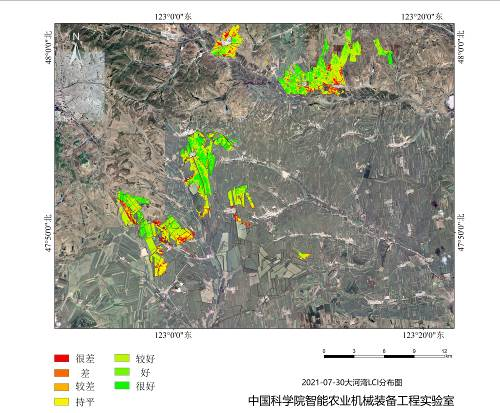 123°0'0"东 123°20'0"东
48°0'0"北 48°0'0"北
N
47°50'0"北 47°50'0"北
123°0'0"东 123°20'0"东
很差 较好
差 好
较差 很好
持平
0 3 6 9 12
km
2021-07-30大河湾LCI分布图
中国科学院智能农业机械装备工程实验室